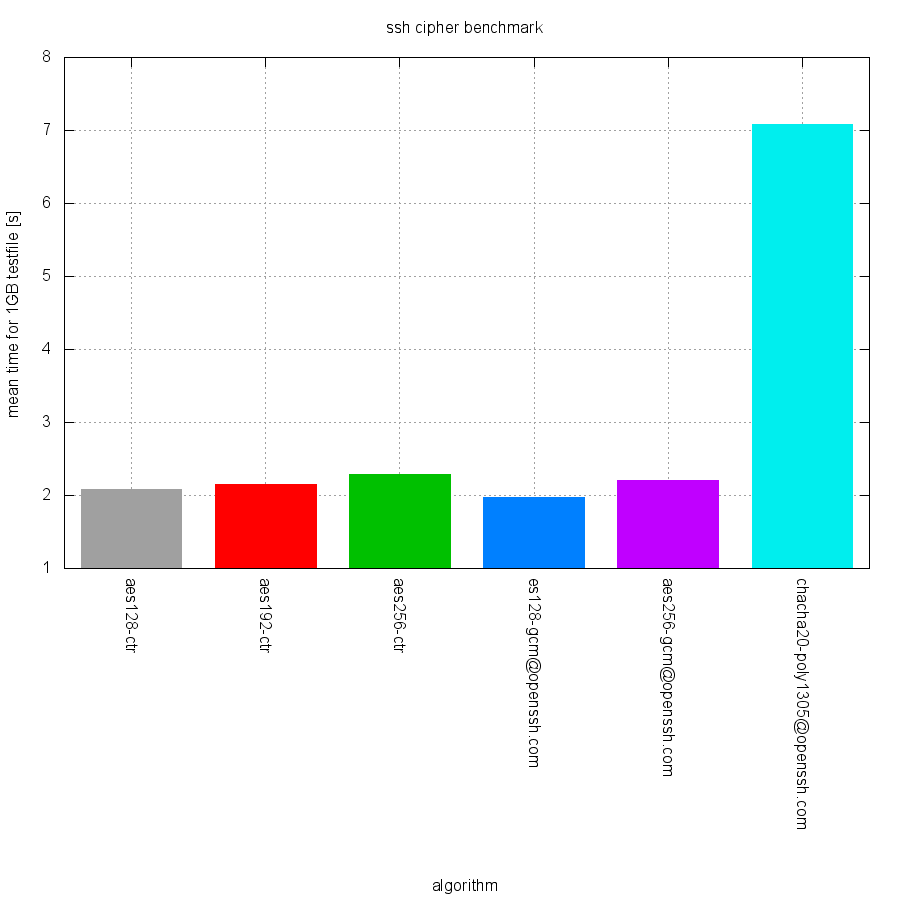 ssh cipher benchmark
mean time for 1GB testfile [s]
8
7
6
5
4
3
2
1
aes128-ctr
aes192-ctr
aes256-ctr
es128-gcm@openssh.com
aes256-gcm@openssh.com
chacha20-poly1305@openssh.com
algorithm